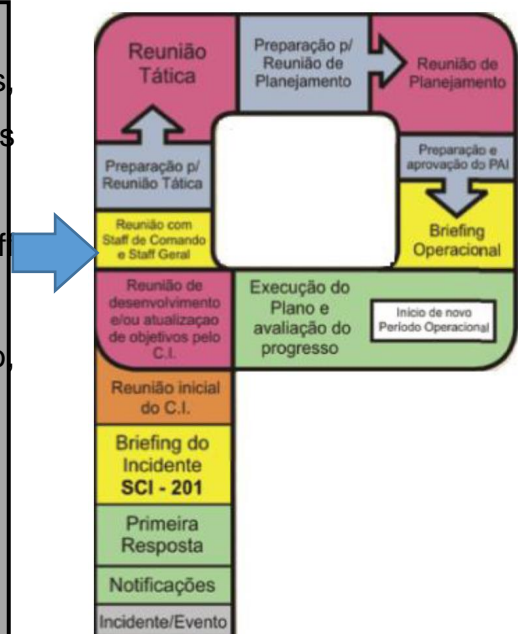 s,
s
ff
o,
Reunião
Tática
Preparação p/
Reunião de
Planejamento
Reunião de
Planejamento
Preparação p/
Reunião Tática
Preparação e
aprovação do PAI
Reunião com
Staff de Comando
e Staff Geral
Briefing
Operacional
Reunião de
desenvolvimento
e/ou atualizaçao
de objetivos pelo
C.I.
Execução do
Plano e
avaliação do
progresso
Inicio de novo
Período Operacional
Reunião inicial
do C.I.
Briefing do
Incidente
SCI - 201
Primeira
Resposta
Notificações
Incidente/Evento